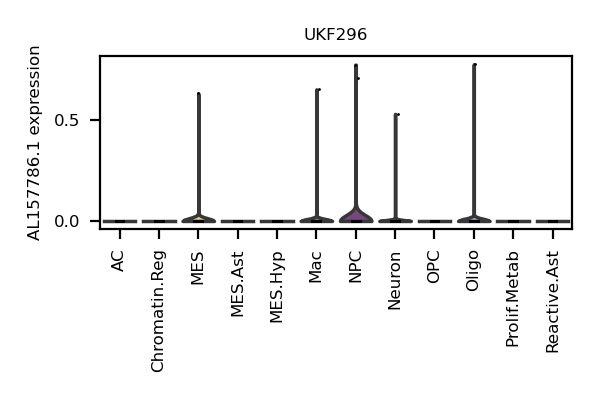 UKF296
AL157786.1 expression
0.5
0.0
AC
Chromatin.Reg
MES
MES.Ast
MES.Hyp
Mac
NPC
Neuron
OPC
Oligo
Prolif.Metab
Reactive.Ast